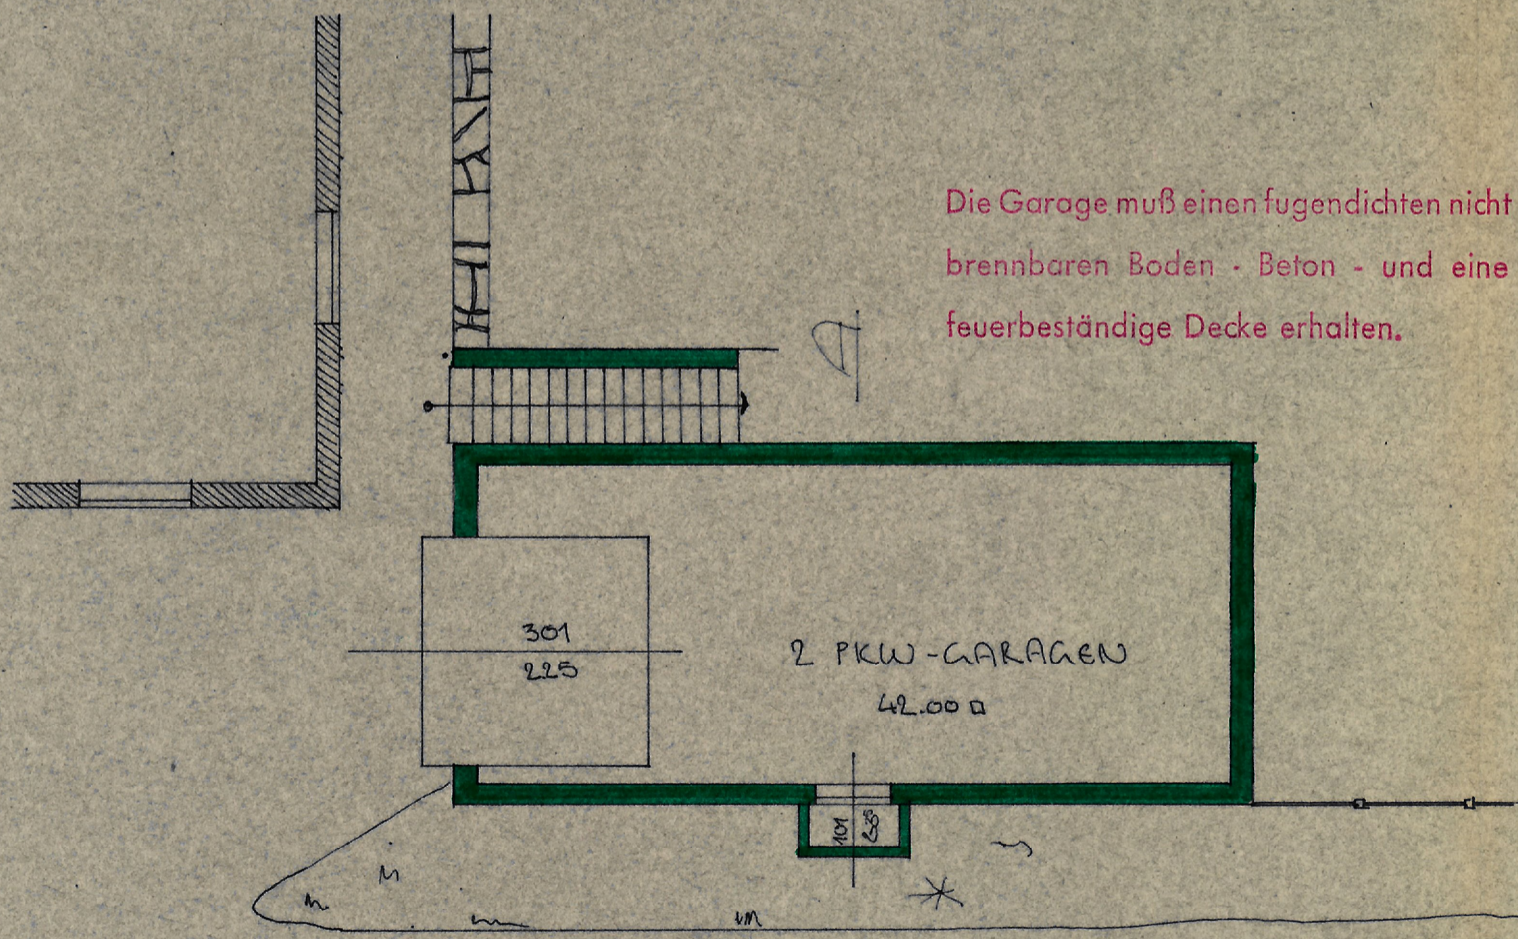 Die Garage muß einen fugendichten nicht
brennbaren Boden - Beton - und eine
feuerbeständige Decke erhalten.
301
225
2 PKW-GARAGEN
42.00 □
101